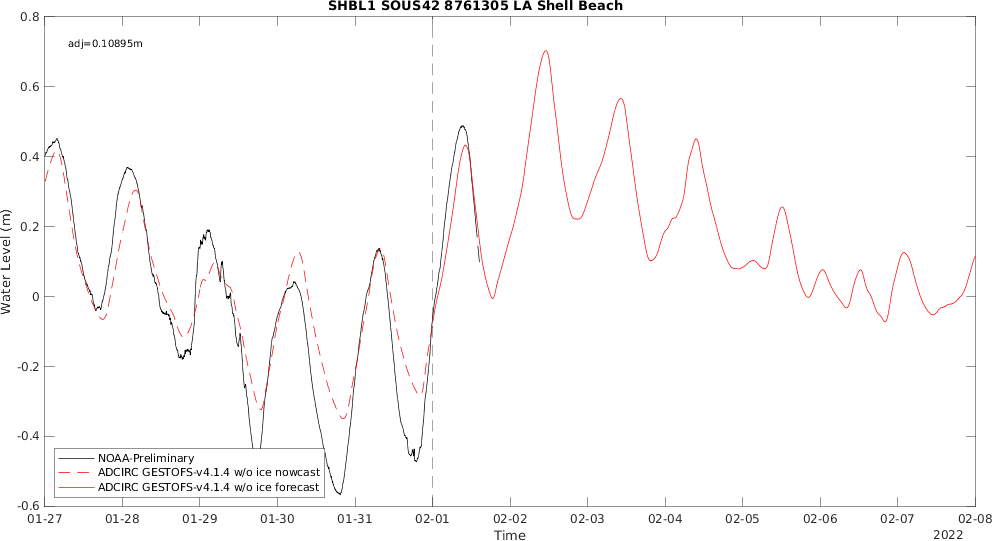 SHBL1 SOUS42 8761305 LA Shell Beach
adj=0.10895m
Water Level (m)
0.8
0.6
0.4
0.2
0
-0.2
-0.4
-0.6
NOAA-Preliminary
ADCIRC GESTOFS-v4.1.4 w/o ice nowcast
ADCIRC GESTOFS-v4.1.4 w/o ice forecast
01-27 01-28 01-29 01-30 01-31 02-01 02-02 02-03 02-04 02-05 02-06 02-07 02-08
Time
2022